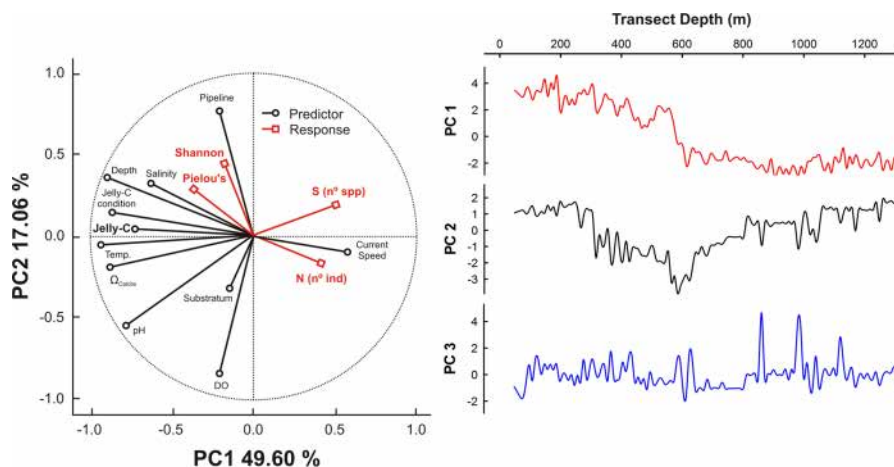 1.0
0.5
0.0
-0.5
-1.0
PC2 17.06 %
-1.0
-0.5
0.0
0.5
1.0
PC1 49.60 %
Pipeline
Predictor
Response
Shannon
Depth
Salinity
Pielou's
Jelly-C
condition
S (nº spp)
Jelly-C
Current
Speed
Temp.
N (nº ind)
ΩCalcite
Substratum
pH
DO
Transect Depth (m)
200
400
600
800
1000
1200
PC 1
4
2
0
-2
PC 2
2
1
0
-1
-2
-3
PC 3
4
2
0
-2